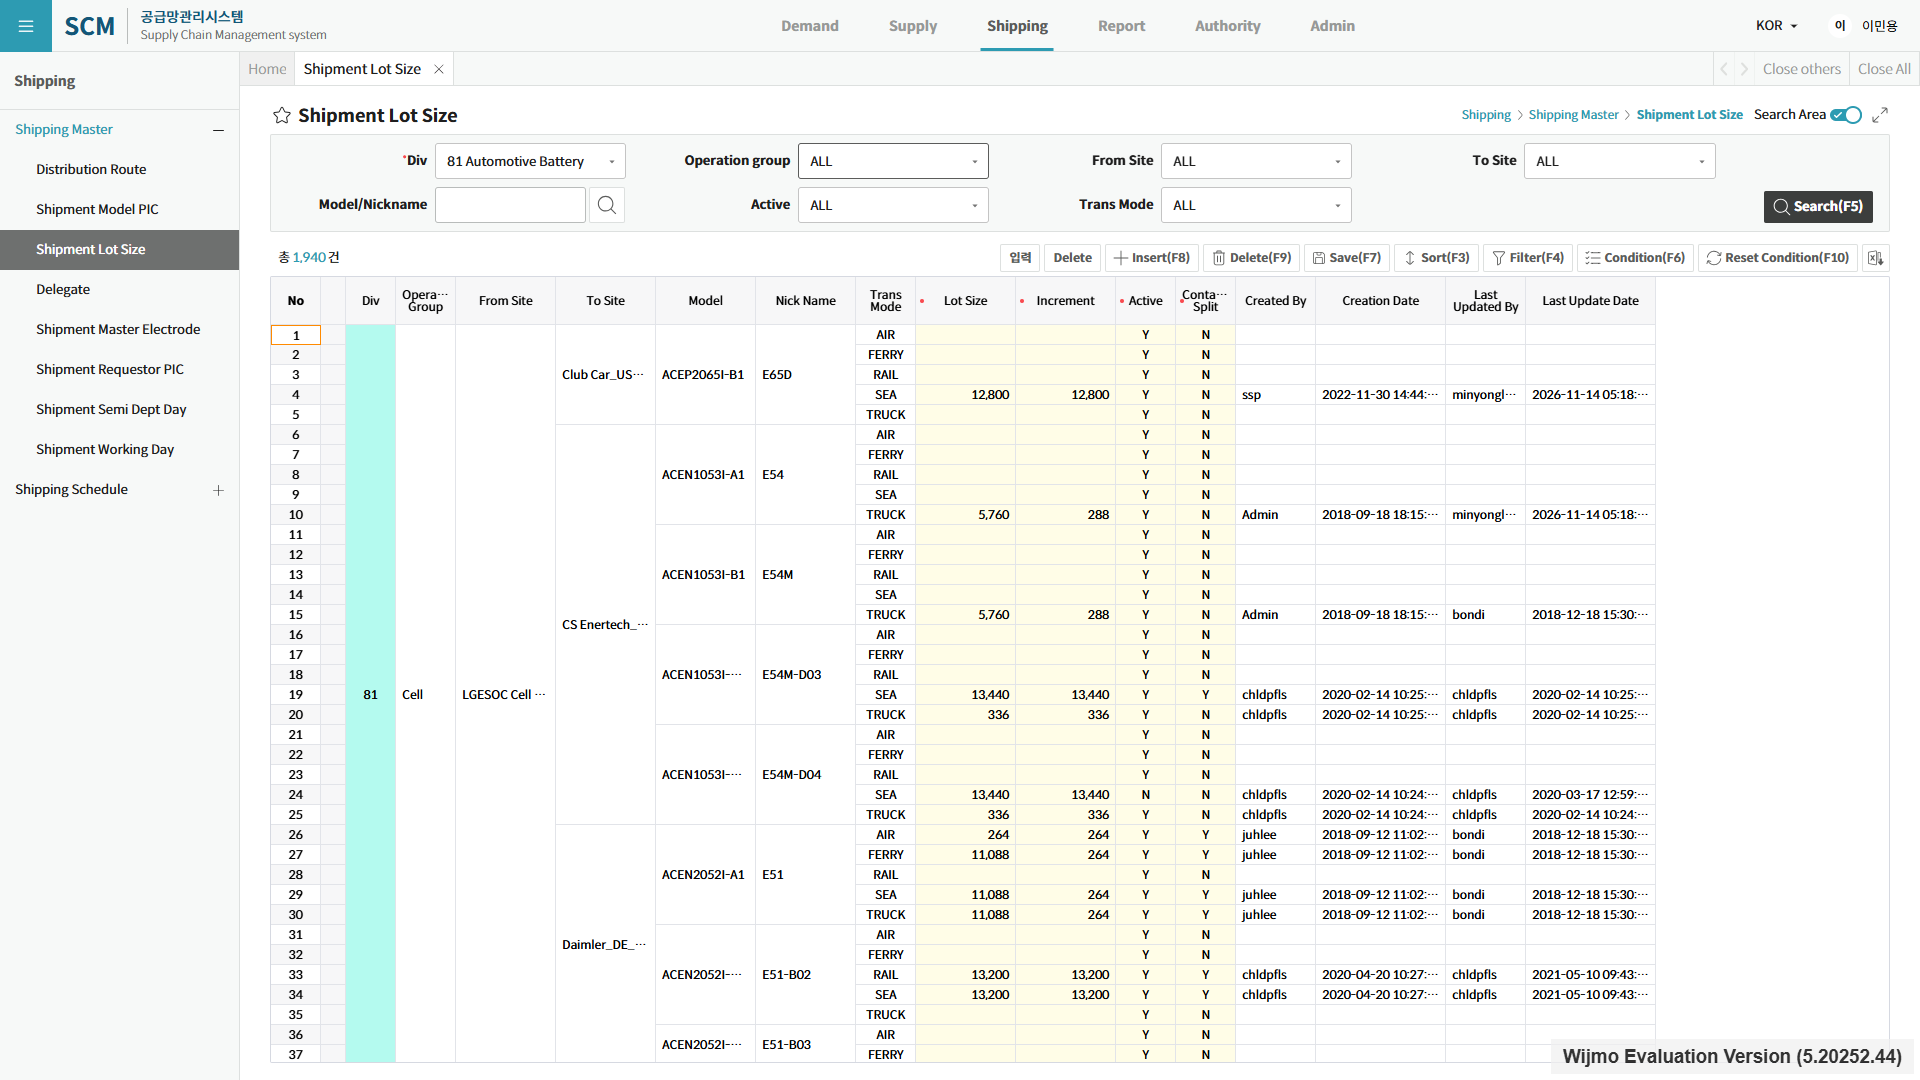 SCM
공급망관리시스템
Supply Chain Management system
Demand Supply Shipping Report Authority Admin
KOR 이 이민용
Shipping
Home Shipment Lot Size
Close others Close All
Shipping Master
Distribution Route
Shipment Model PIC
Shipment Lot Size
Delegate
Shipment Master Electrode
Shipment Requestor PIC
Shipment Semi Dept Day
Shipment Working Day
Shipping Schedule
Shipment Lot Size
Shipping > Shipping Master > Shipment Lot Size Search Area
*Div 81 Automotive Battery Operation group ALL From Site ALL To Site ALL
Model/Nickname Active ALL Trans Mode ALL Search(F5)
총 1,940 건
입력 Delete Insert(F8) Delete(F9) Save(F7) Sort(F3) Filter(F4) Condition(F6) Reset Condition(F10)
No Div Opera… Group From Site To Site Model Nick Name Trans Mode Lot Size Increment Active Conta… Split Created By Creation Date Last Updated By Last Update Date
1 AIR Y N
2 FERRY Y N
3 Club Car_US… ACEP2065I-B1 E65D RAIL Y N
4 SEA 12,800 12,800 Y N ssp 2022-11-30 14:44:… minyongl… 2026-11-14 05:18:…
5 TRUCK Y N
6 AIR Y N
7 FERRY Y N
8 ACEN1053I-A1 E54 RAIL Y N
9 SEA Y N
10 TRUCK 5,760 288 Y N Admin 2018-09-18 18:15:… minyongl… 2026-11-14 05:18:…
11 AIR Y N
12 FERRY Y N
13 ACEN1053I-B1 E54M RAIL Y N
14 SEA Y N
15 TRUCK 5,760 288 Y N Admin 2018-09-18 18:15:… bondi 2018-12-18 15:30:…
CS Enertech_…
16 AIR Y N
17 FERRY Y N
18 ACEN1053I-… E54M-D03 RAIL Y N
19 81 Cell LGESOC Cell … SEA 13,440 13,440 Y Y chldpfls 2020-02-14 10:25:… chldpfls 2020-02-14 10:25:…
20 TRUCK 336 336 Y N chldpfls 2020-02-14 10:25:… chldpfls 2020-02-14 10:25:…
21 AIR Y N
22 FERRY Y N
23 ACEN1053I-… E54M-D04 RAIL Y N
24 SEA 13,440 13,440 N N chldpfls 2020-02-14 10:24:… chldpfls 2020-03-17 12:59:…
25 TRUCK 336 336 Y N chldpfls 2020-02-14 10:24:… chldpfls 2020-02-14 10:24:…
26 AIR 264 264 Y Y juhlee 2018-09-12 11:02:… bondi 2018-12-18 15:30:…
27 FERRY 11,088 264 Y Y juhlee 2018-09-12 11:02:… bondi 2018-12-18 15:30:…
28 ACEN2052I-A1 E51 RAIL Y N
29 SEA 11,088 264 Y Y juhlee 2018-09-12 11:02:… bondi 2018-12-18 15:30:…
30 TRUCK 11,088 264 Y Y juhlee 2018-09-12 11:02:… bondi 2018-12-18 15:30:…
31 AIR Y N
Daimler_DE_…
32 FERRY Y N
33 ACEN2052I-… E51-B02 RAIL 13,200 13,200 Y Y chldpfls 2020-04-20 10:27:… chldpfls 2021-05-10 09:43:…
34 SEA 13,200 13,200 Y Y chldpfls 2020-04-20 10:27:… chldpfls 2021-05-10 09:43:…
35 TRUCK Y N
36 AIR Y N
ACEN2052I-… E51-B03
37 FERRY Y N
Wijmo Evaluation Version (5.20252.44)